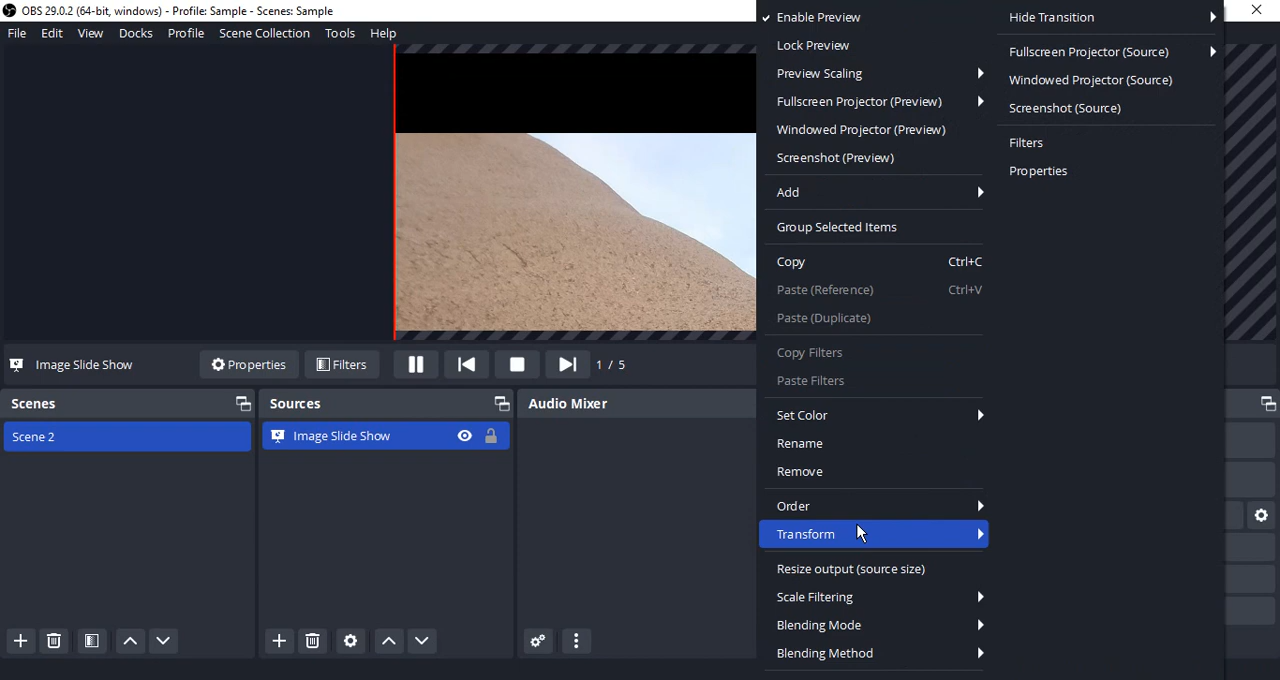 OBS 29.0.2 (64-bit, windows) - Profile: Sample - Scenes: Sample
File Edit View Docks Profile Scene Collection Tools Help
Enable Preview
Lock Preview
Preview Scaling
Fullscreen Projector (Preview)
Windowed Projector (Preview)
Screenshot (Preview)
Add
Group Selected Items
Copy Ctrl+C
Paste (Reference) Ctrl+V
Paste (Duplicate)
Copy Filters
Paste Filters
Set Color
Rename
Remove
Order
Transform
Resize output (source size)
Scale Filtering
Blending Mode
Blending Method
Hide Transition
Fullscreen Projector (Source)
Windowed Projector (Source)
Screenshot (Source)
Filters
Properties
Image Slide Show Properties Filters 1 / 5
Scenes
Scene 2
Sources
Image Slide Show
Audio Mixer